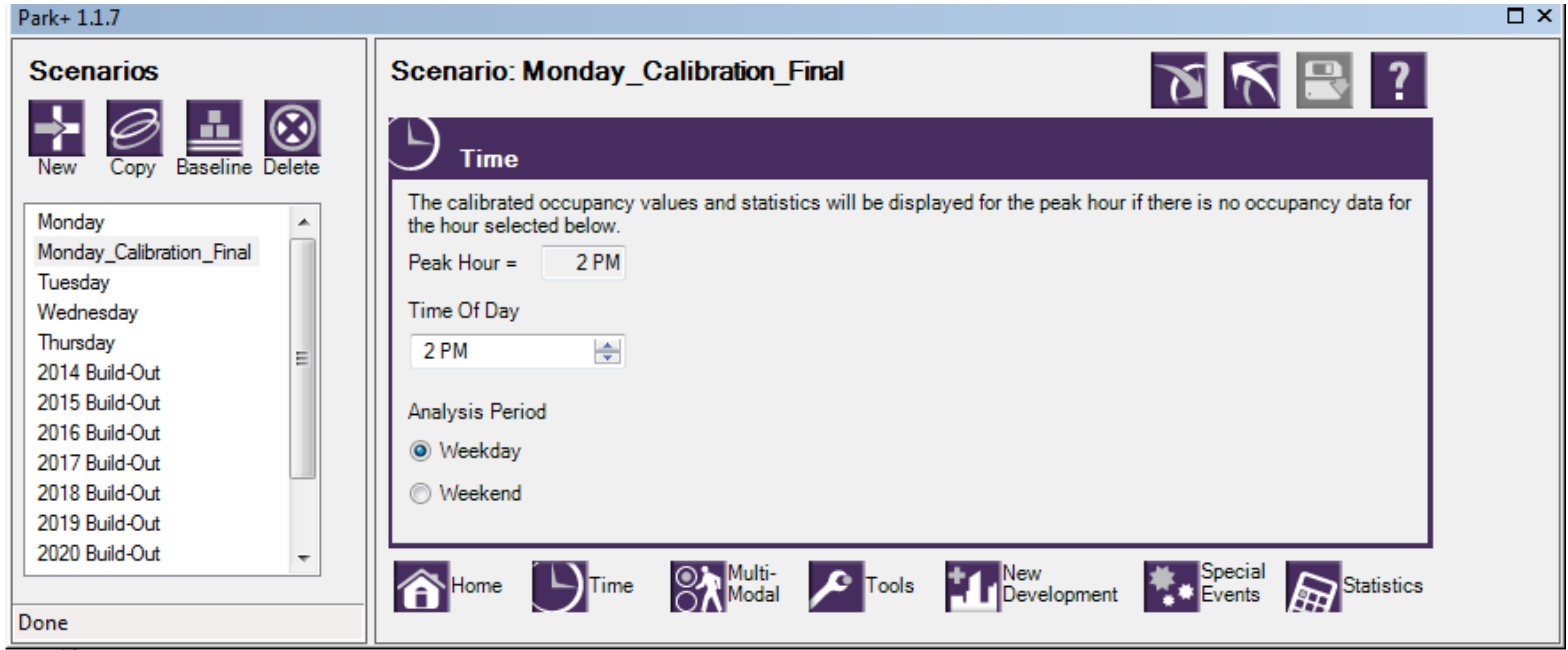 Park+ 1.1.7
Scenarios
New
Copy
Baseline
Delete
Monday
Monday_Calibration_Final
Tuesday
Wednesday
Thursday
2014 Build-Out
2015 Build-Out
2016 Build-Out
2017 Build-Out
2018 Build-Out
2019 Build-Out
2020 Build-Out
Done
Scenario: Monday_Calibration_Final
?
Time
The calibrated occupancy values and statistics will be displayed for the peak hour if there is no occupancy data for
the hour selected below.
Peak Hour = 2 PM
Time Of Day
2 PM
Analysis Period
Weekday
Weekend
Home
Time
Multi-
Modal
Tools
New
Development
Special
Events
Statistics